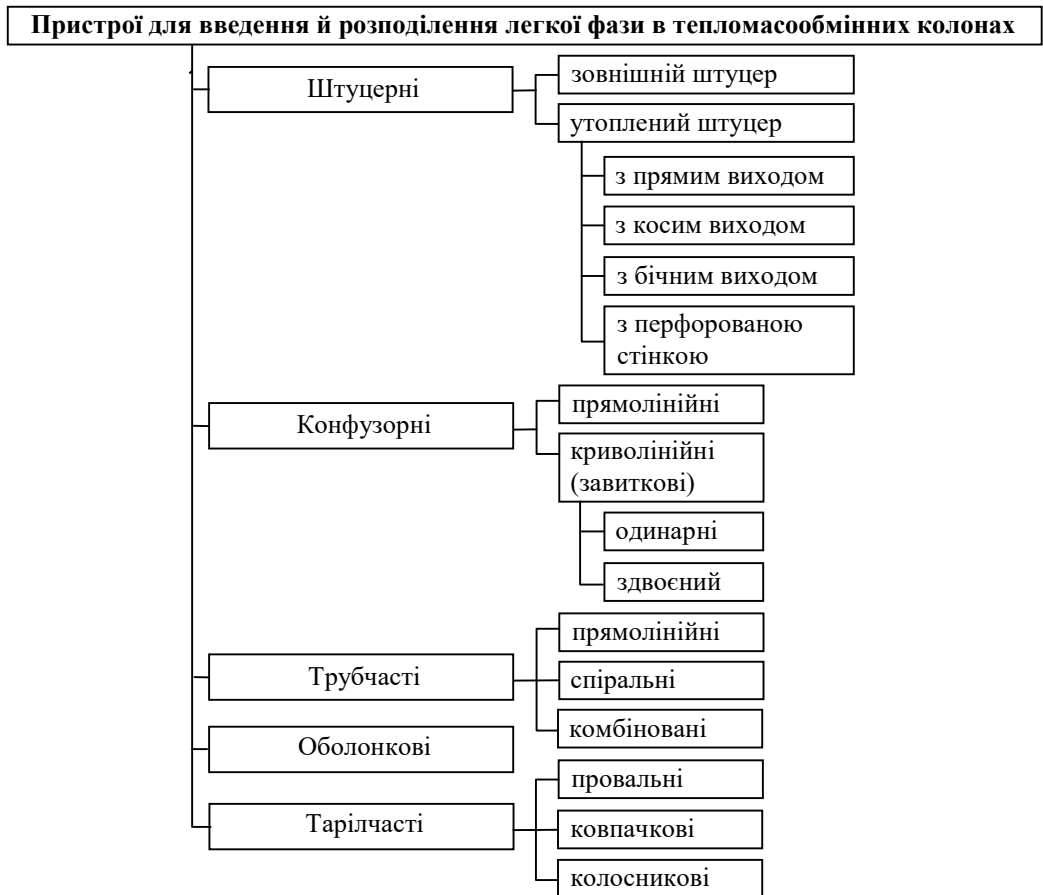 Пристрої для введення й розподілення легкої фази в тепломасообмінних колонах
Штуцерні
зовнішній штуцер
утоплений штуцер
з прямим виходом
з косим виходом
з бічним виходом
з перфорованою
стінкою
Конфузорні
прямолінійні
криволінійні
(завиткові)
одинарні
здвоєний
Трубчасті
прямолінійні
спіральні
комбіновані
Оболонкові
Тарілчасті
провальні
ковпачкові
колосникові